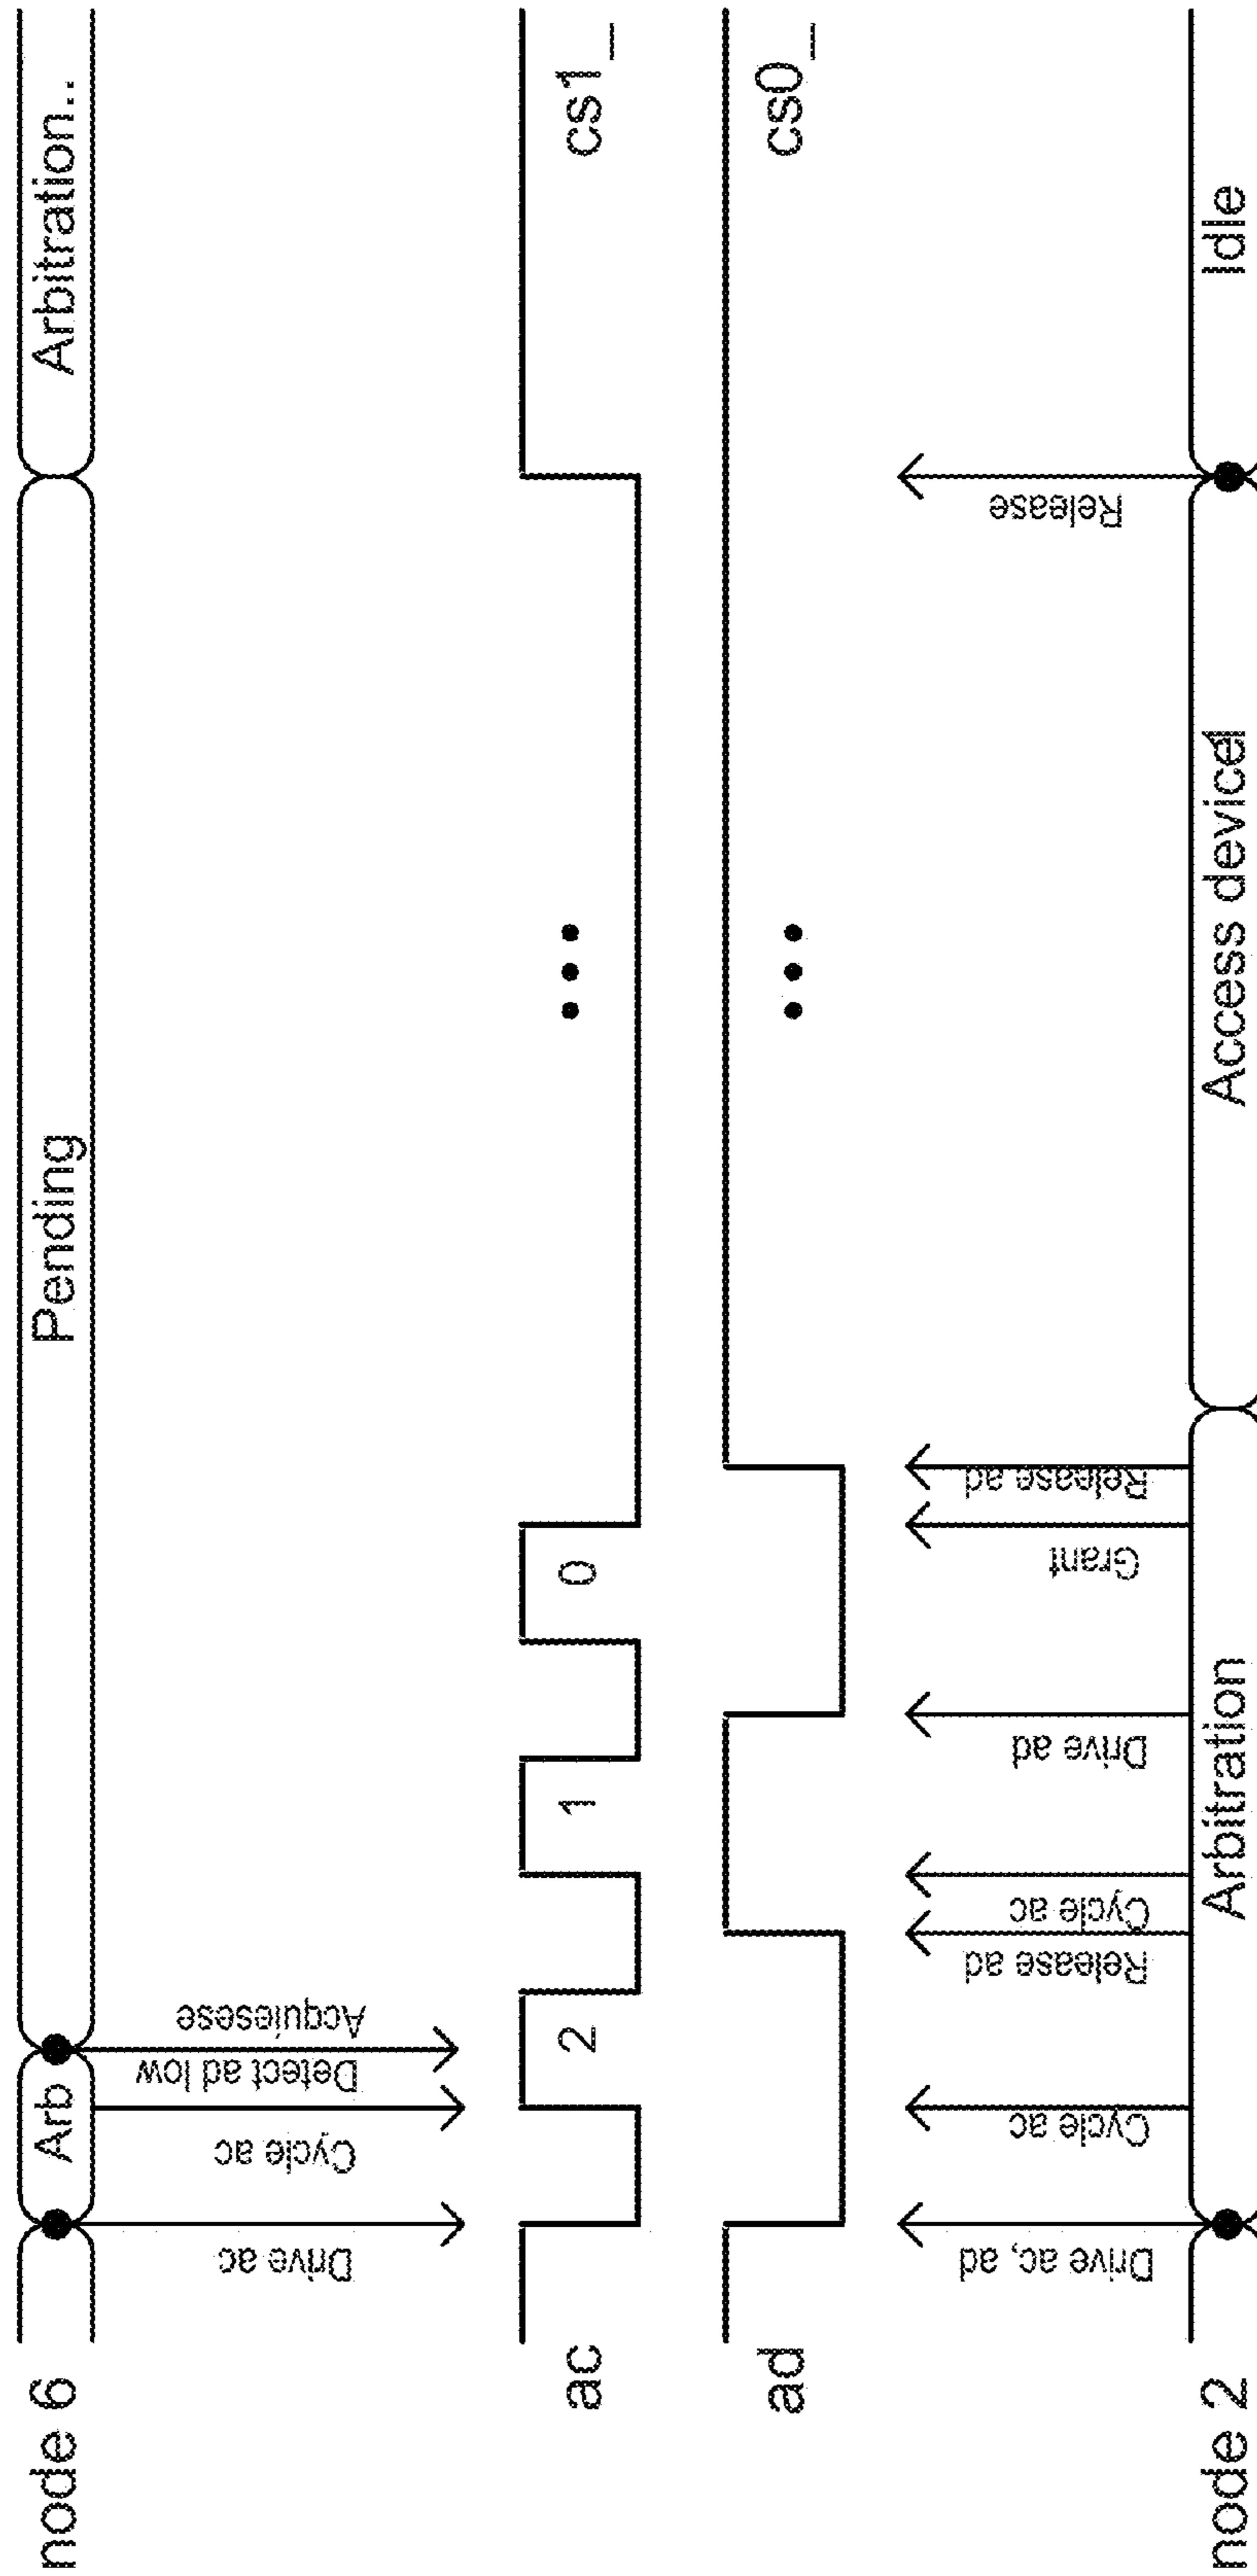 node 6
Arb
Pending
Arbitration..
Drive ac
Cycle ac
Detect ad low
Acquiesese
ac
2
1
0
cs1_
ad
cs0_
Drive ac, ad
Cycle ac
Release ad
Cycle ac
Drive ad
Grant
Release ad
Release
node 2
Arbitration
Access device
Idle